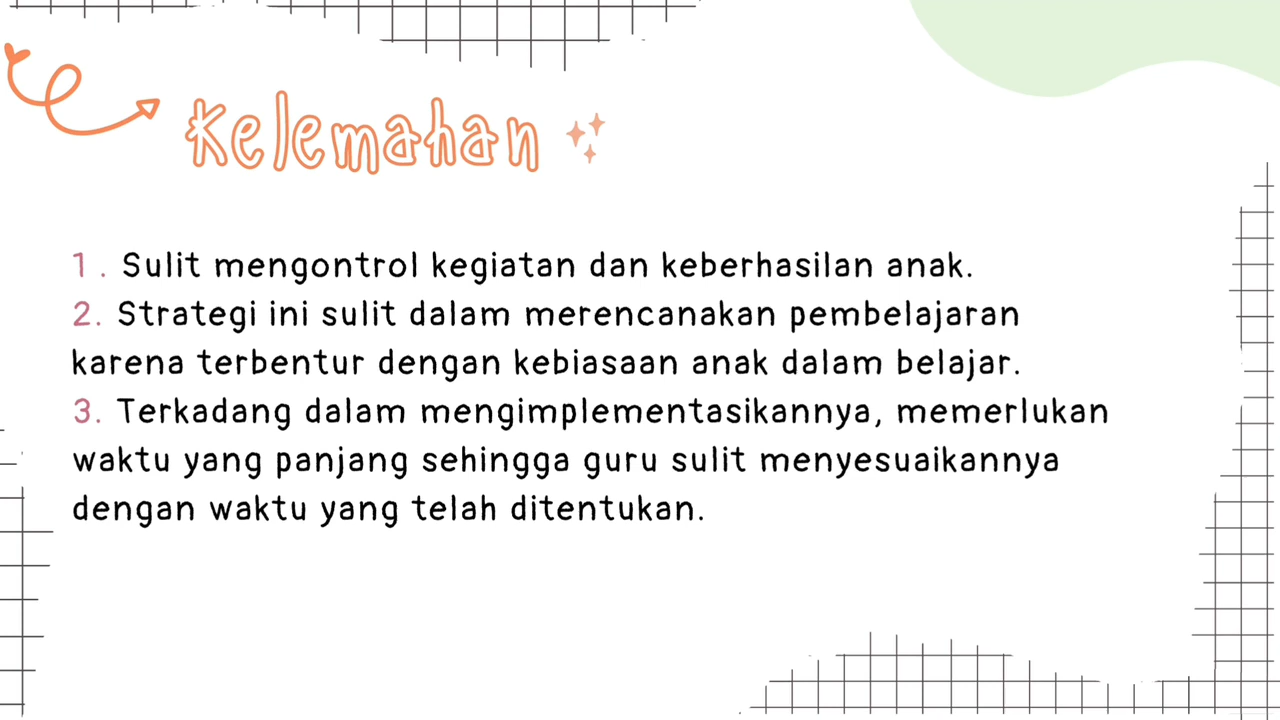 Kelemahan
1 . Sulit mengontrol kegiatan dan keberhasilan anak.
2. Strategi ini sulit dalam merencanakan pembelajaran
karena terbentur dengan kebiasaan anak dalam belajar.
3. Terkadang dalam mengimplementasikannya, memerlukan
waktu yang panjang sehingga guru sulit menyesuaikannya
dengan waktu yang telah ditentukan.